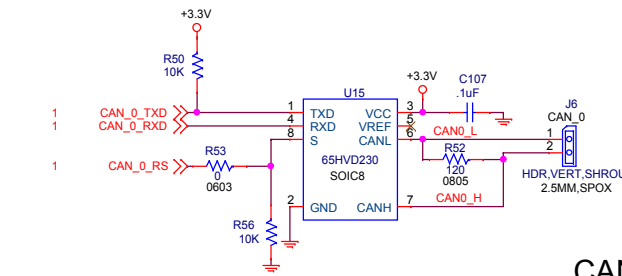 +3.3V
R50
10K
1 CAN_0_TXD
1 CAN_0_RXD
1 CAN_0_RS
R53
0
0603
R56
10K
U15
1 TXD VCC 3
4 RXD VREF 5
8 S CANL 6
65HVD230
SOIC8
2 GND CANH 7
+3.3V
C107
.1uF
CAN0_L
R52
120
0805
CAN0_H
J6
CAN_0
1
2
HDR,VERT,SHROU
2.5MM,SPOX
CAN